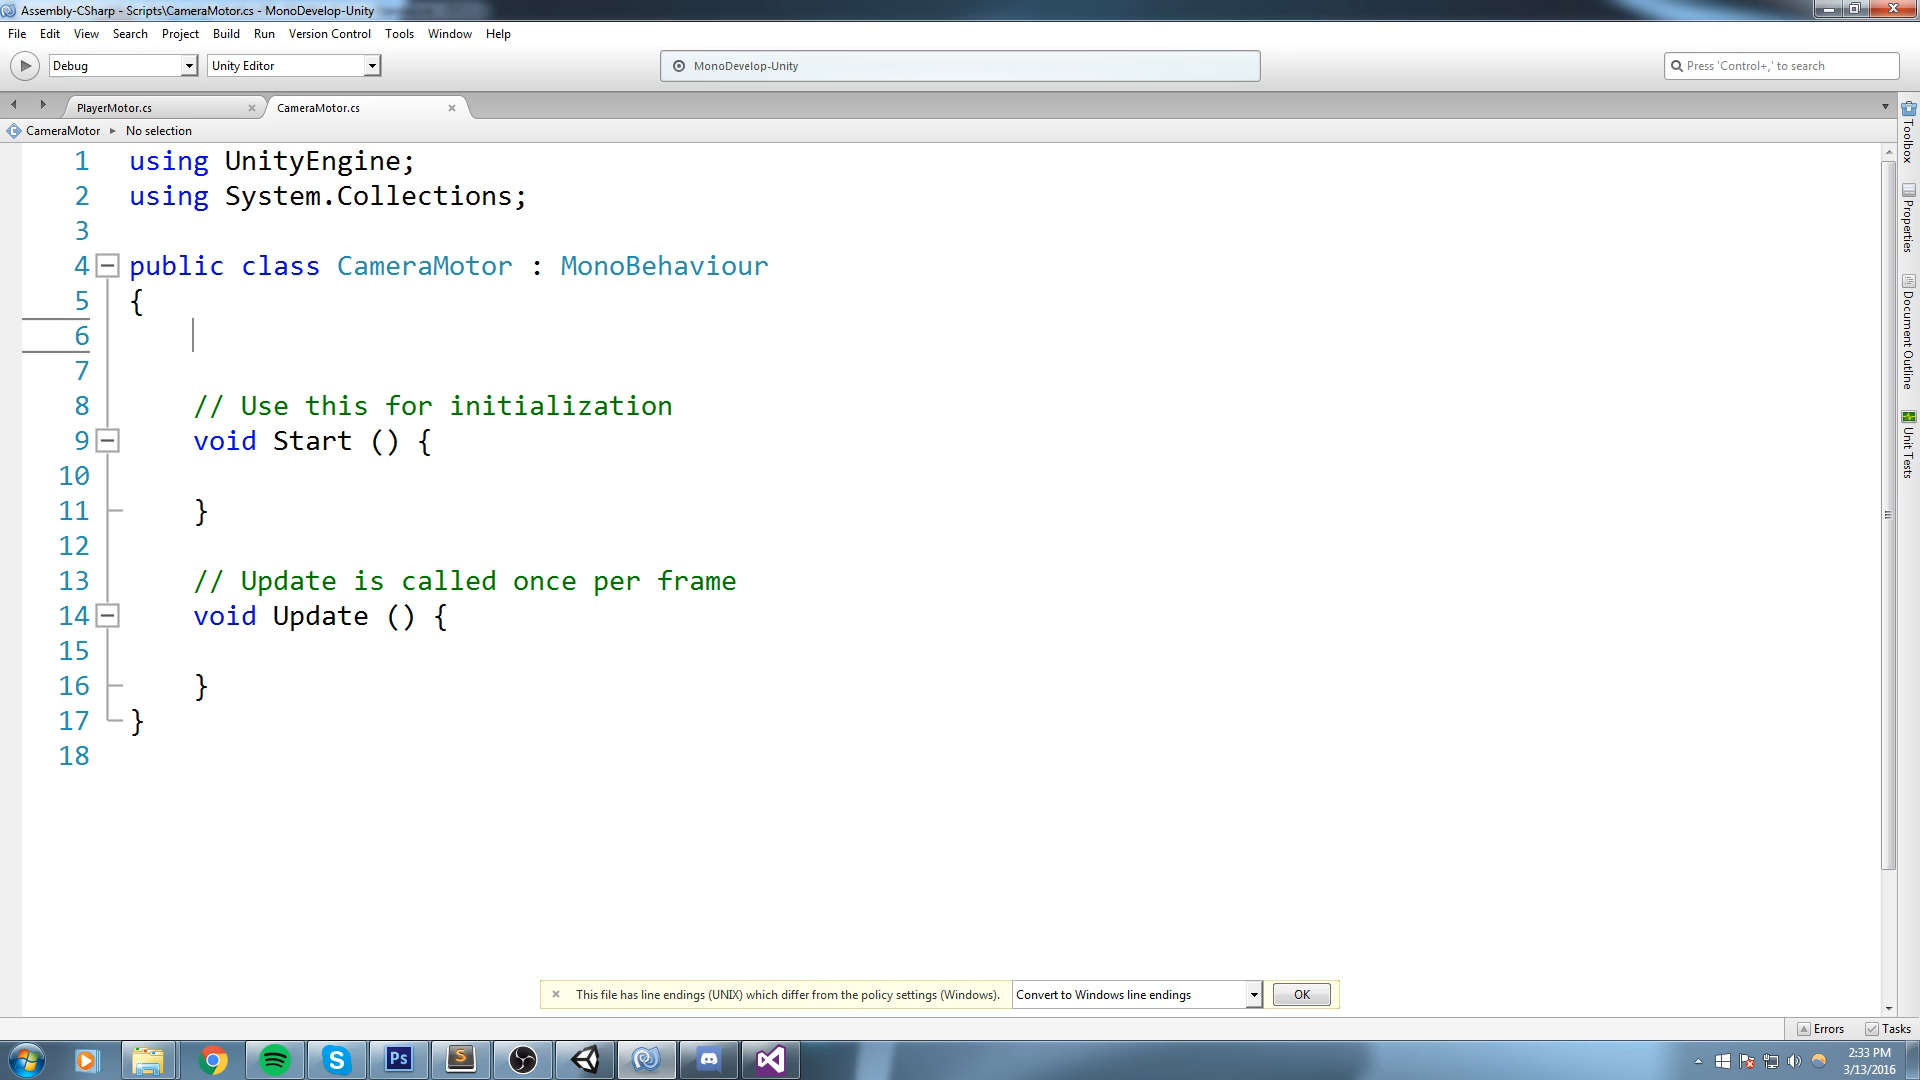 Assembly-CSharp - Scripts\CameraMotor.cs - MonoDevelop-Unity
File Edit View Search Project Build Run Version Control Tools Window Help
Debug Unity Editor MonoDevelop-Unity Press 'Control+,' to search
PlayerMotor.cs CameraMotor.cs
CameraMotor No selection
1 using UnityEngine;
2 using System.Collections;
3
4 public class CameraMotor : MonoBehaviour
5 {
6
7
8 // Use this for initialization
9 void Start () {
10
11 }
12
13 // Update is called once per frame
14 void Update () {
15
16 }
17 }
18
Toolbox
Properties
Document Outline
Unit Tests
This file has line endings (UNIX) which differ from the policy settings (Windows). Convert to Windows line endings OK
Errors Tasks
S Ps S
2:33 PM
3/13/2016